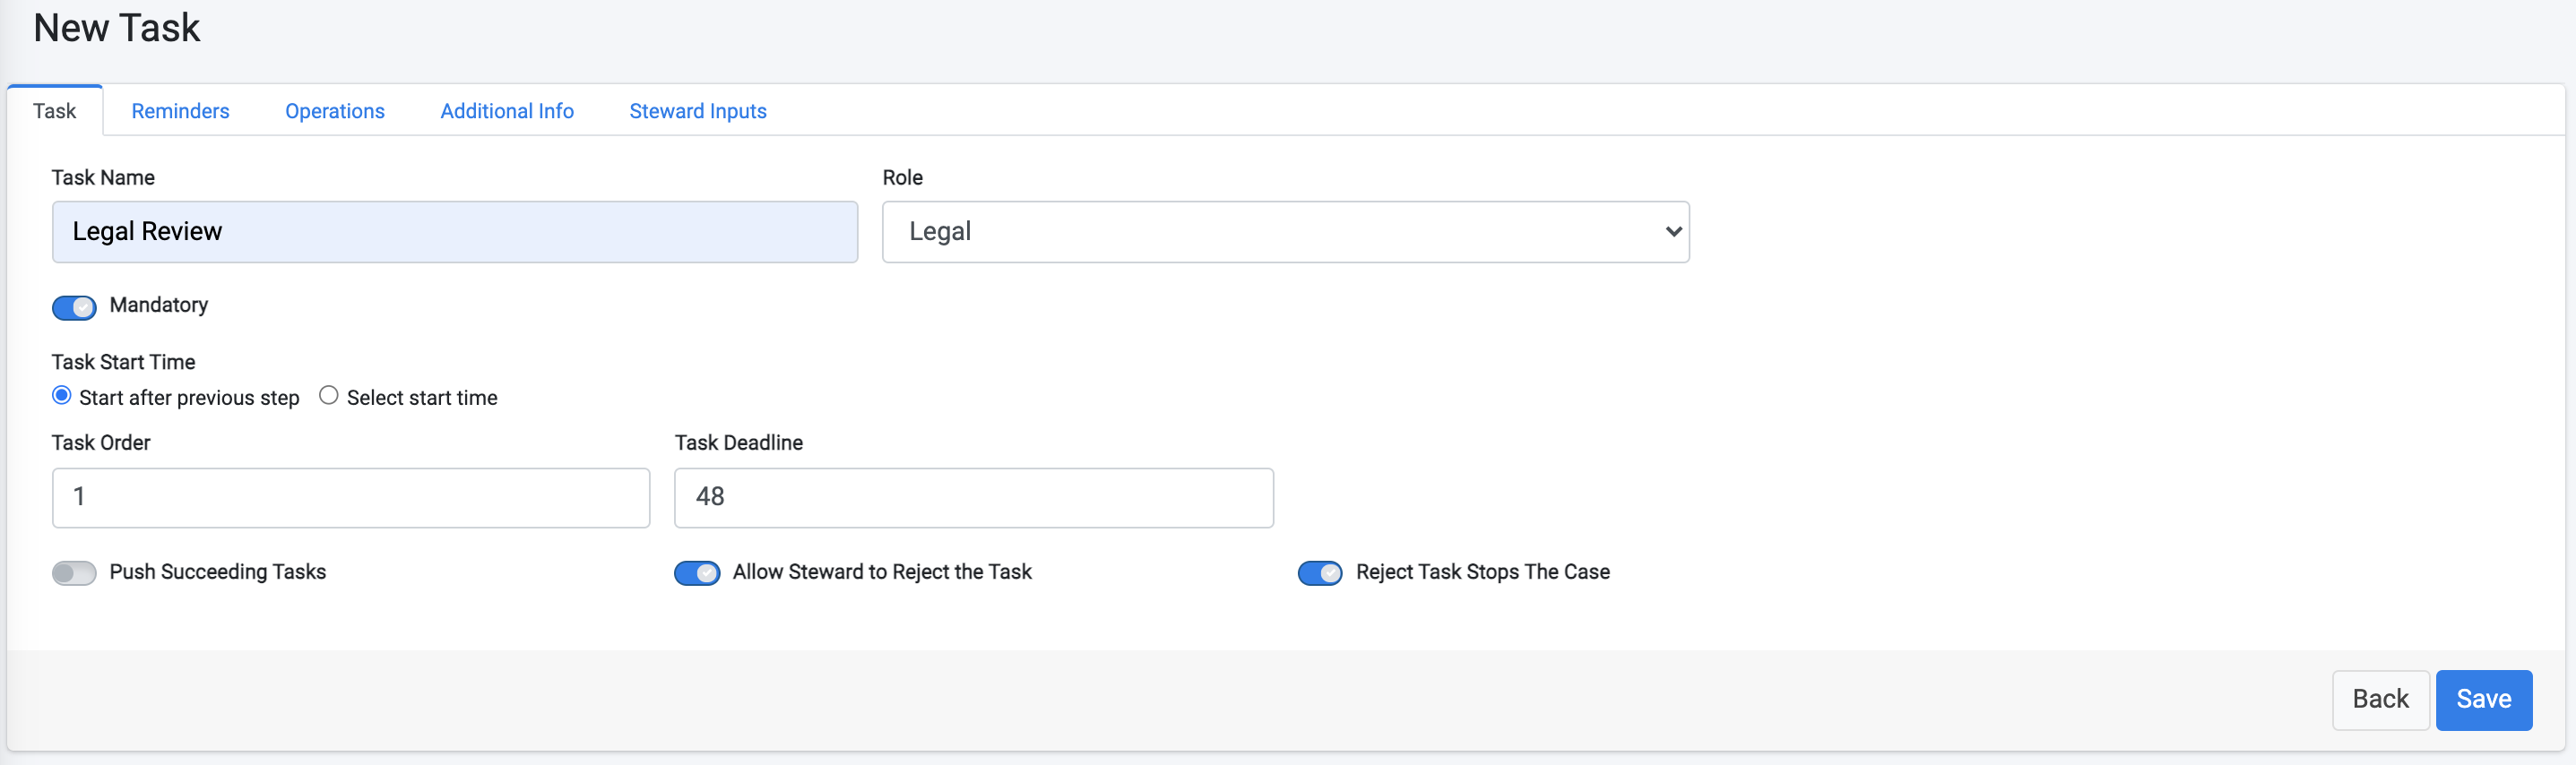 New Task
Task Reminders Operations Additional Info Steward Inputs
Task Name Role
Legal Review Legal
Mandatory
Task Start Time
Start after previous step Select start time
Task Order Task Deadline
1 48
Push Succeeding Tasks Allow Steward to Reject the Task Reject Task Stops The Case
Back Save